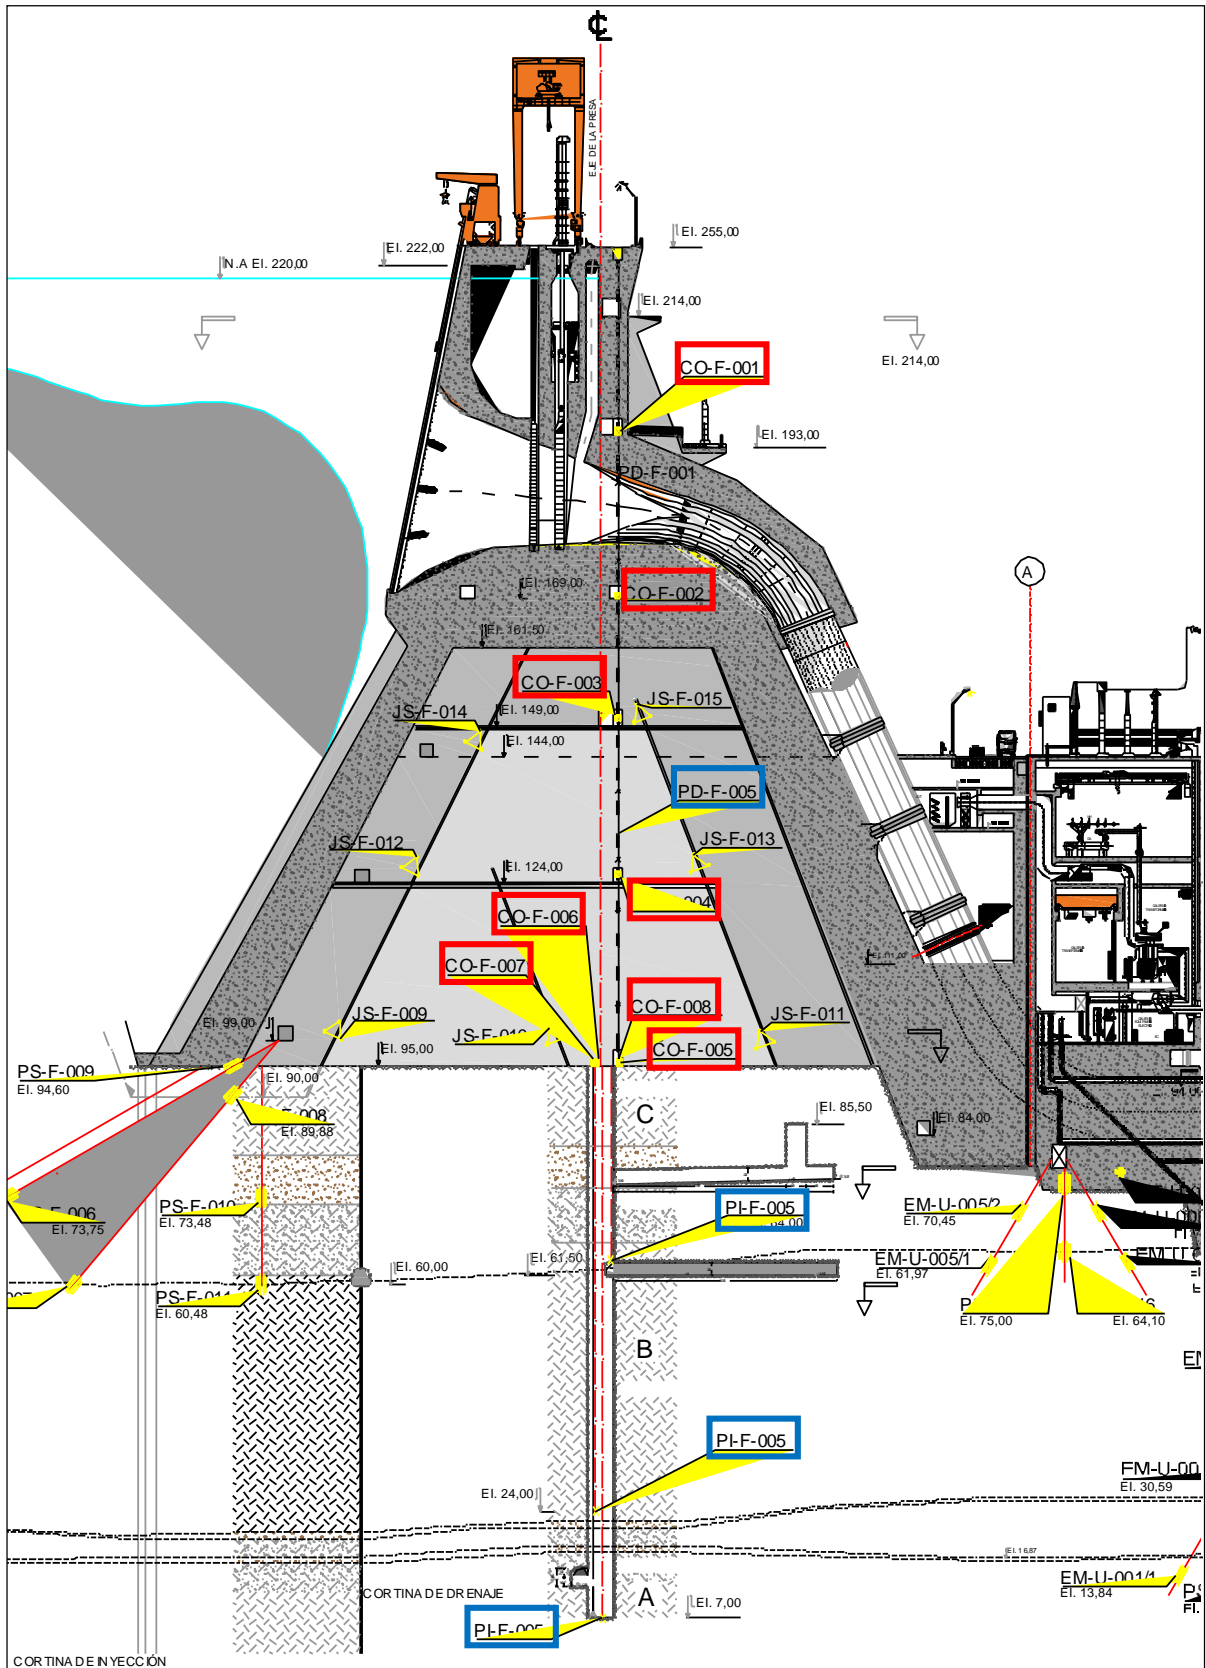 EJE DE LA PRESA
El. 255,00
El. 222,00
N.A El. 220,00
El. 214,00
El. 214,00
CO-F-001
El. 193,00
PD-F-001
A
El. 169,00
CO-F-002
El. 161,50
CO-F-003
JS-F-015
JS-F-014
El. 149,00
El. 144,00
PD-F-005
JS-F-012
JS-F-013
El. 124,00
CO-F-006
CO-F-007
CO-F-008
JS-F-009
JS-F-011
El. 99,00
El. 95,00
CO-F-005
PS-F-009
El. 94,60
El. 90,00
El. 89,88
C
El. 85,50
El. 84,00
PS-F-010
El. 73,48
El. 73,75
PI-F-005
EM-U-005/2
El. 70,45
El. 61,50
El. 60,00
EM-U-005/1
El. 61,97
PS-F-011
El. 60,48
El. 75,00
El. 64,10
B
PI-F-005
El. 24,00
El. 30,59
El. 16,87
EM-U-001/1
El. 13,84
CORTINA DE DRENAJE
A
El. 7,00
PI-F-005
CORTINA DE INYECCIÓN